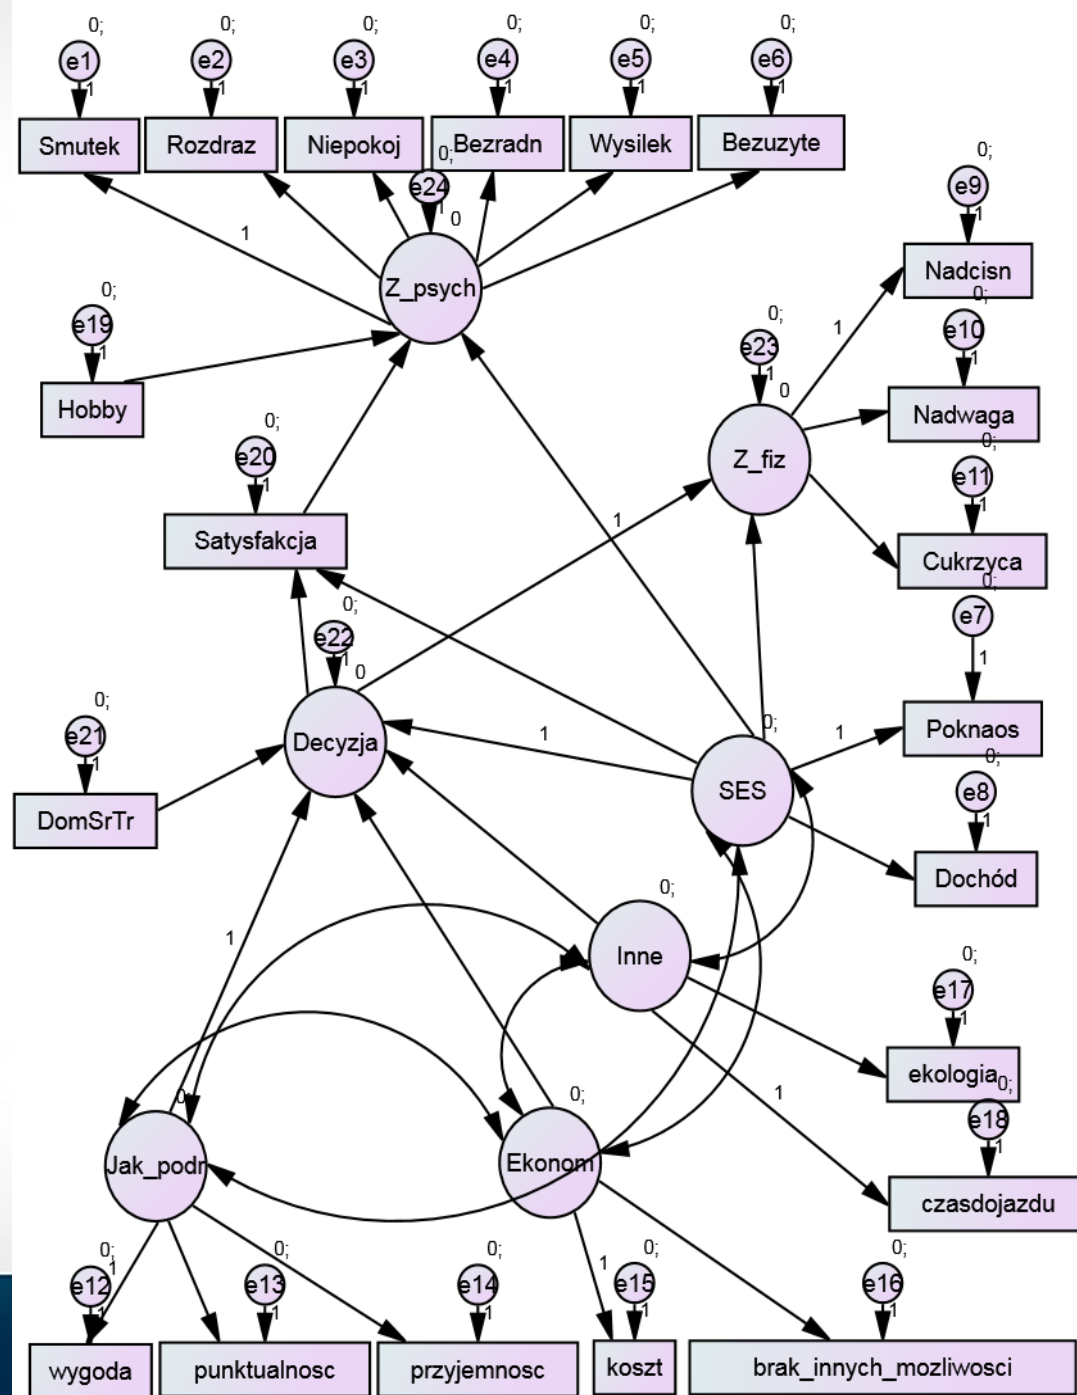 0; 0; 0; 0; 0; 0;
e1 e2 e3 e4 e5 e6
1 1 1 1 1 1
Smutek Rozdraz Niepokoj Bezradn Wysilek Bezuzyte
0;
e24
1 0
1
Z_psych
0;
e9
1
Nadcisn
0;
e19
1
Hobby
0;
e10
1
Nadwaga
0;
e23
1 0
1
Z_fiz
0;
e11
1
Cukrzyca
0;
e20
1
Satysfakcja
1
0;
e7
1
Poknaos
0;
e22
1 0
Decyzja
1
0;
e21
1
DomSrTr
0;
SES
1
0;
e8
1
Dochód
0;
Inne
1
0;
e17
1
ekologia
0;
e18
1
czasdojazdu
1
0;
Jak_podr
0;
Ekonom
1
0; 0; 0; 0; 0;
e12 e13 e14 e15 e16
1 1 1 1 1
1
wygoda punktualnosc przyjemnosc koszt brak_innych_mozliwosci